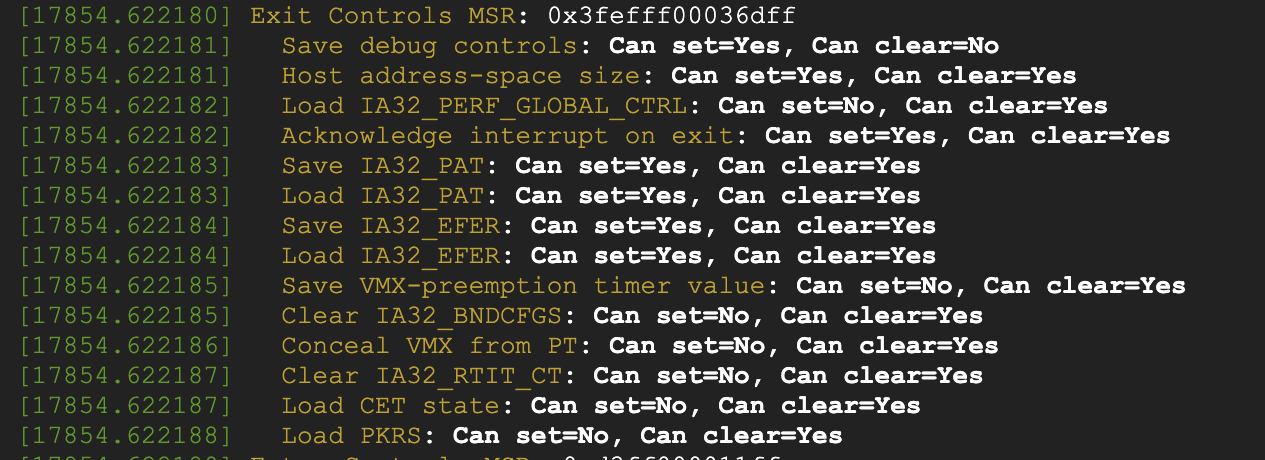 [17854.622180] Exit Controls MSR: 0x3fefff00036dff
[17854.622181]   Save debug controls: Can set=Yes, Can clear=No
[17854.622181]   Host address-space size: Can set=Yes, Can clear=Yes
[17854.622182]   Load IA32_PERF_GLOBAL_CTRL: Can set=No, Can clear=Yes
[17854.622182]   Acknowledge interrupt on exit: Can set=Yes, Can clear=Yes
[17854.622183]   Save IA32_PAT: Can set=Yes, Can clear=Yes
[17854.622183]   Load IA32_PAT: Can set=Yes, Can clear=Yes
[17854.622184]   Save IA32_EFER: Can set=Yes, Can clear=Yes
[17854.622184]   Load IA32_EFER: Can set=Yes, Can clear=Yes
[17854.622185]   Save VMX-preemption timer value: Can set=No, Can clear=Yes
[17854.622185]   Clear IA32_BNDCFGS: Can set=No, Can clear=Yes
[17854.622186]   Conceal VMX from PT: Can set=No, Can clear=Yes
[17854.622187]   Clear IA32_RTIT_CT: Can set=No, Can clear=Yes
[17854.622187]   Load CET state: Can set=No, Can clear=Yes
[17854.622188]   Load PKRS: Can set=No, Can clear=Yes